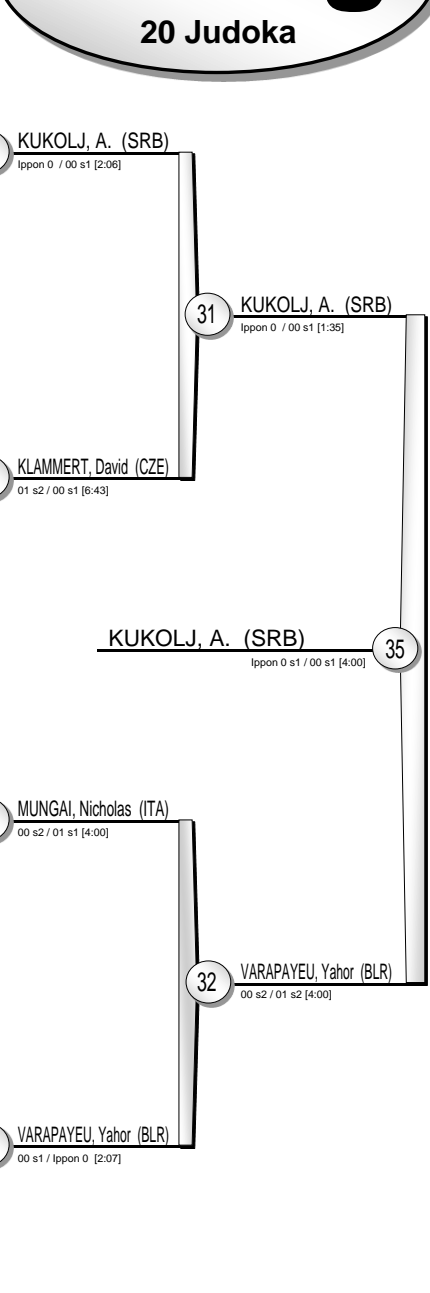 20 Judoka
KUKOLJ, A. (SRB)
Ippon 0 / 00 s1 [2:06]
31
KUKOLJ, A. (SRB)
Ippon 0 / 00 s1 [1:35]
KLAMMERT, David (CZE)
01 s2 / 00 s1 [6:43]
KUKOLJ, A. (SRB)
35
Ippon 0 s1 / 00 s1 [4:00]
MUNGAI, Nicholas (ITA)
00 s2 / 01 s1 [4:00]
32
VARAPAYEU, Yahor (BLR)
00 s2 / 01 s2 [4:00]
VARAPAYEU, Yahor (BLR)
00 s1 / Ippon 0 [2:07]